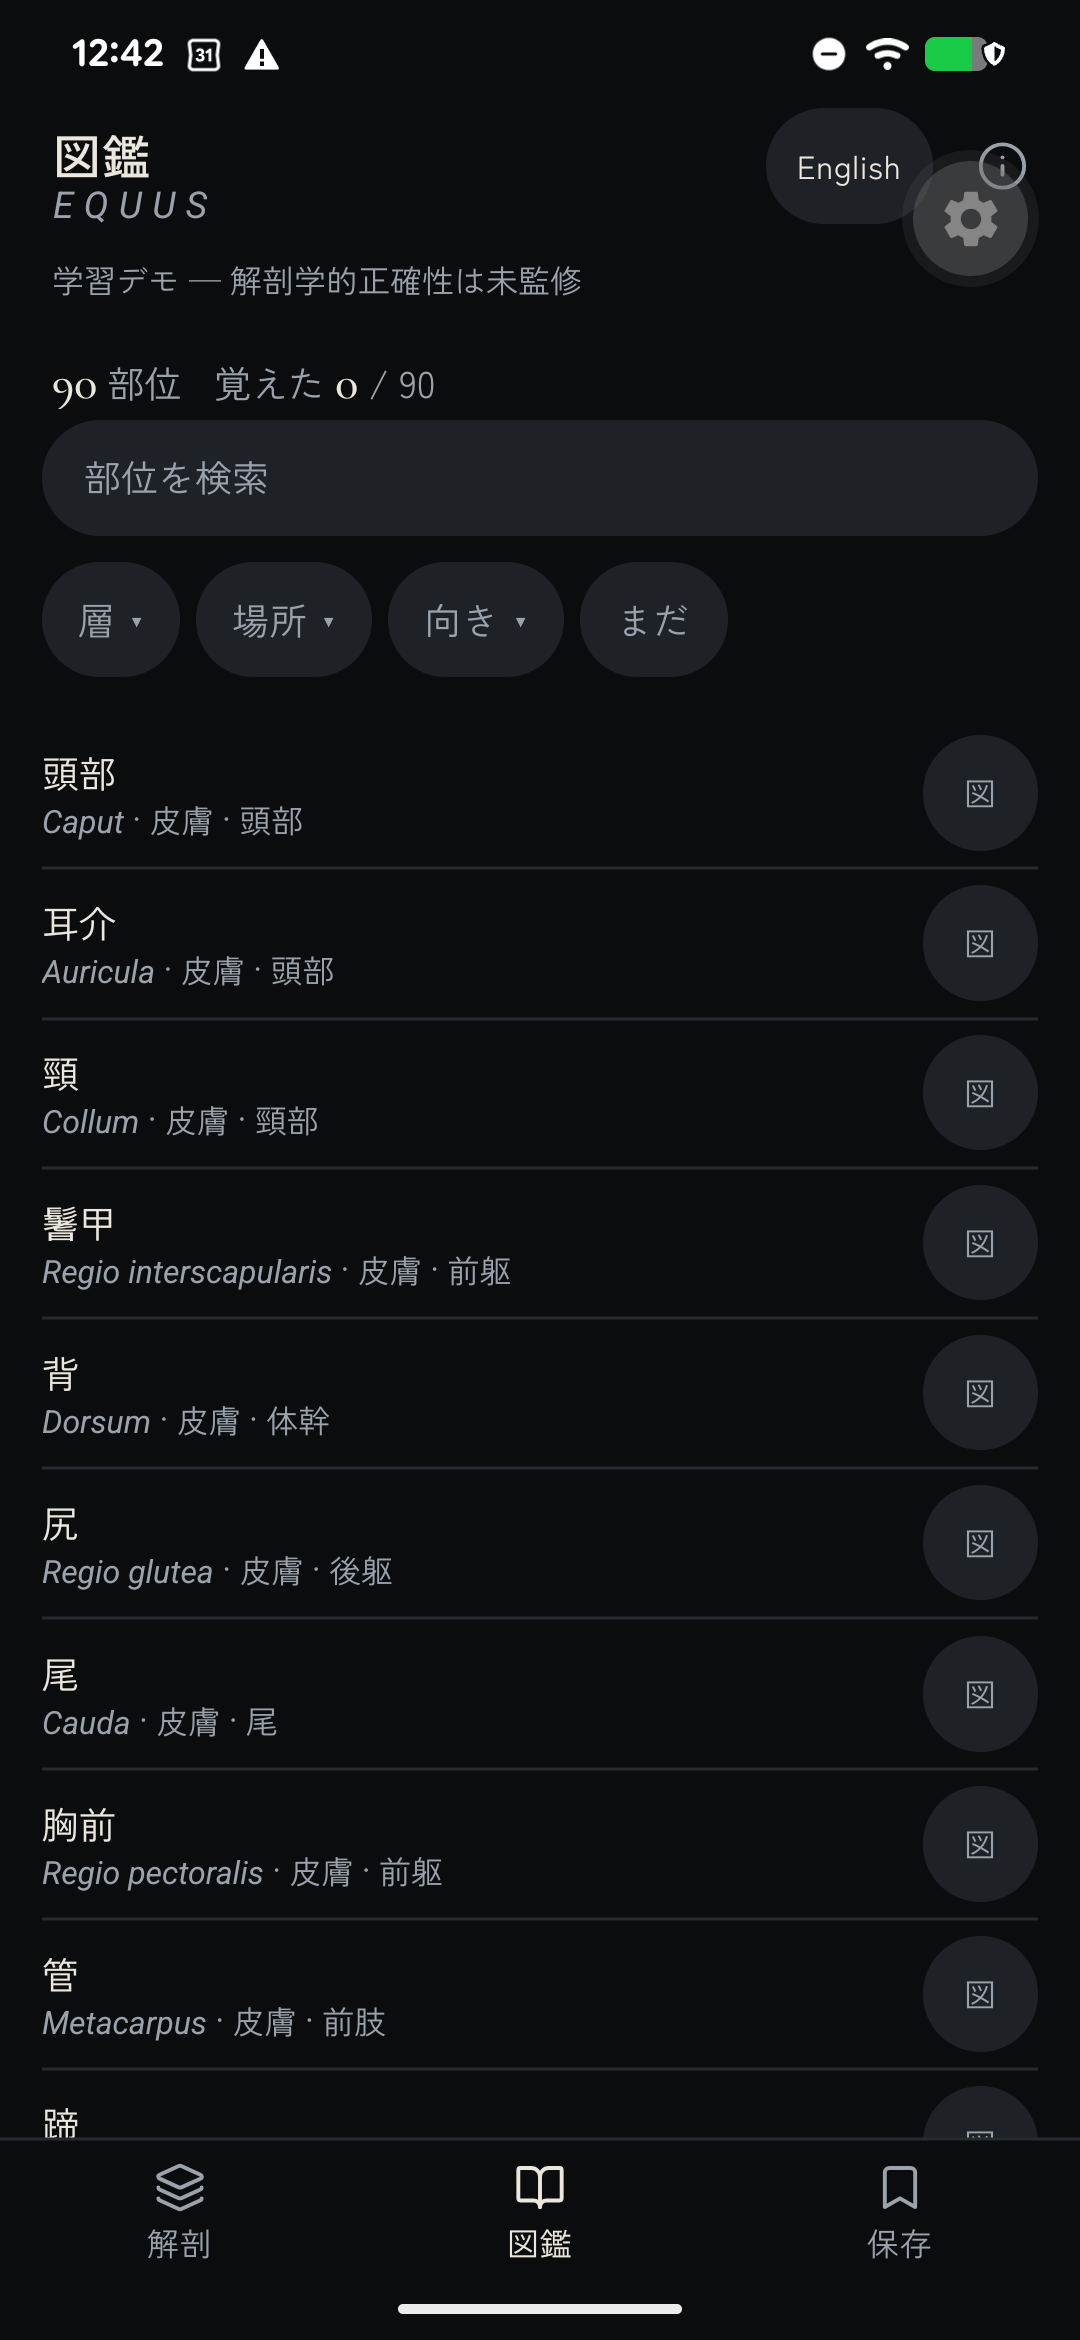 12:42 31
図鑑
English
EQUUS
学習デモ — 解剖学的正確性は未監修
90 部位 覚えた 0 / 90
部位を検索
層 ▾ 場所 ▾ 向き ▾ まだ
頭部
Caput · 皮膚 · 頭部
図
耳介
Auricula · 皮膚 · 頭部
図
頸
Collum · 皮膚 · 頸部
図
鬐甲
Regio interscapularis · 皮膚 · 前躯
図
背
Dorsum · 皮膚 · 体幹
図
尻
Regio glutea · 皮膚 · 後躯
図
尾
Cauda · 皮膚 · 尾
図
胸前
Regio pectoralis · 皮膚 · 前躯
図
管
Metacarpus · 皮膚 · 前肢
図
蹄
解剖 図鑑 保存